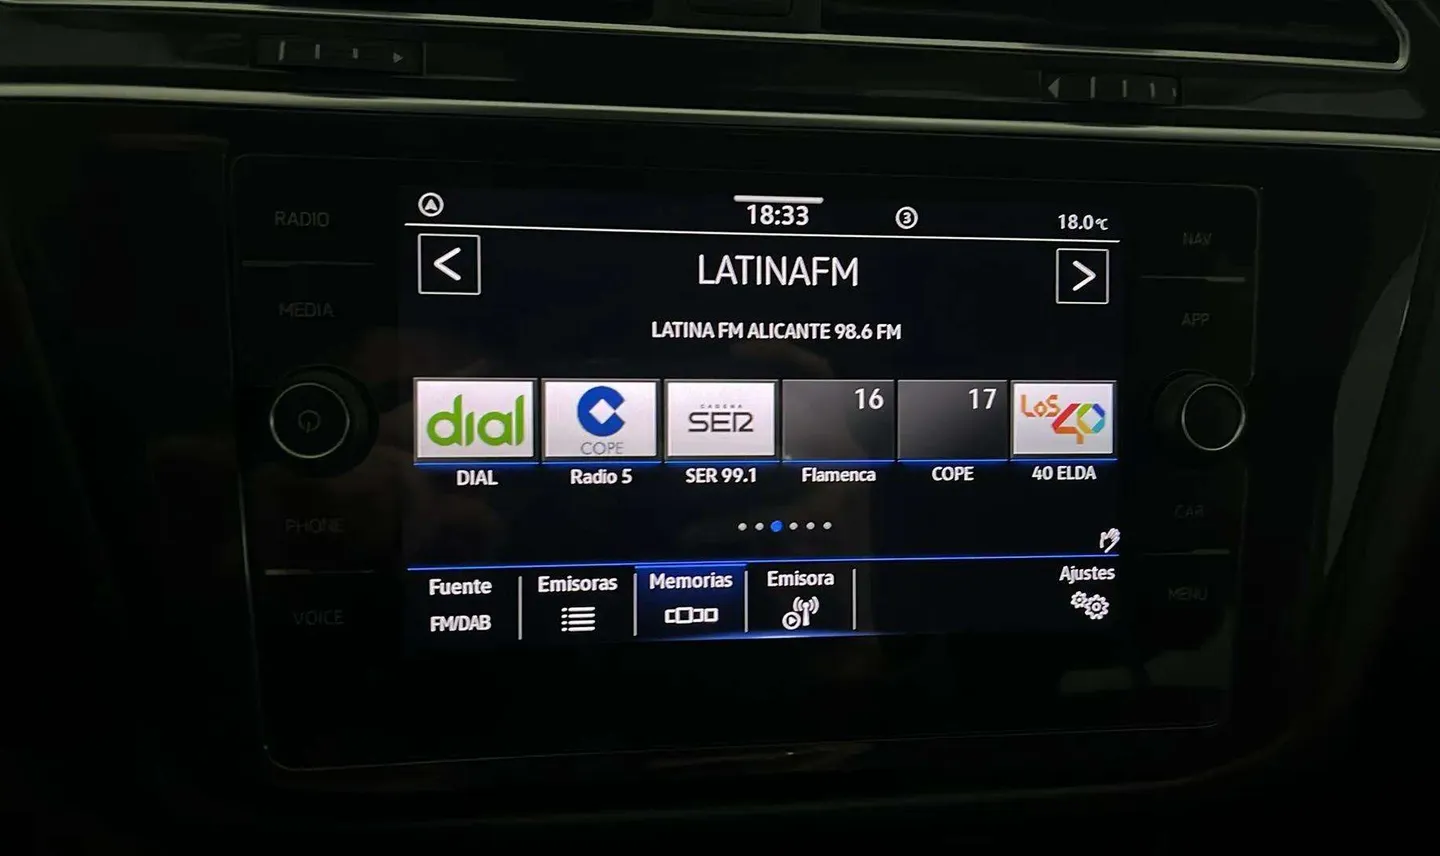 18:33
3
18.0°C
RADIO
NAV
<
LATINAFM
>
MEDIA
APP
LATINA FM ALICANTE 98.6 FM
dial
COPE
CADENA
SER
16
17
LOS
40
DIAL
Radio 5
SER 99.1
Flamenca
COPE
40 ELDA
PHONE
CAR
Fuente
Emisoras
Memorias
Emisora
Ajustes
FM/DAB
VOICE
MENU